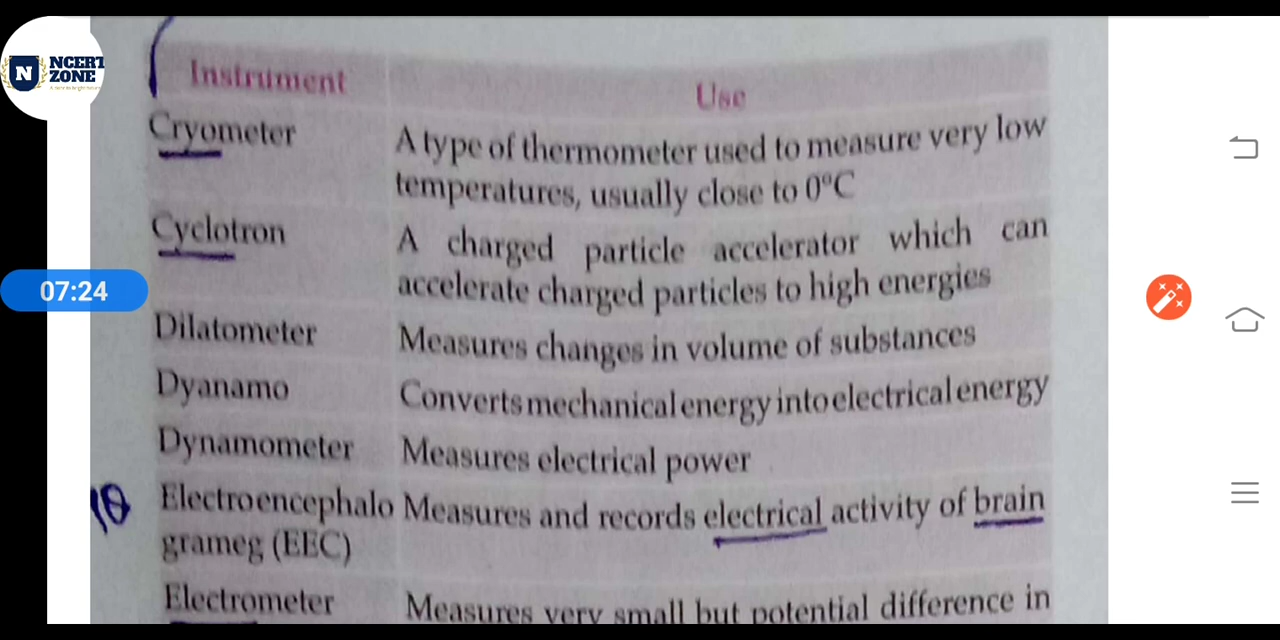 NCERT
ZONE
Instrument Use
Cryometer A type of thermometer used to measure very low
temperatures, usually close to 0°C
Cyclotron A charged particle accelerator which can
accelerate charged particles to high energies
07:24
Dilatometer Measures changes in volume of substances
Dyanamo Converts mechanical energy into electrical energy
Dynamometer Measures electrical power
Electroencephalo Measures and records electrical activity of brain
grameg (EEC)
Electrometer Measures very small but potential difference in